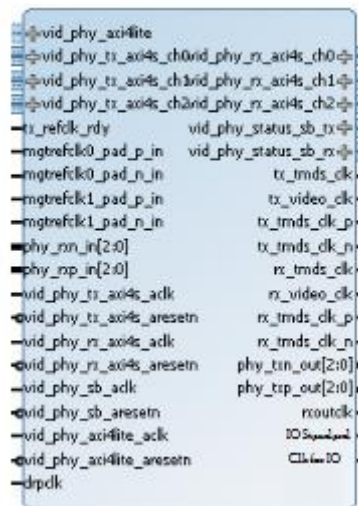 vid_phy_axi4lite
vid_phy_tx_axi4s_ch0 vid_phy_rx_axi4s_ch0
vid_phy_tx_axi4s_ch1 vid_phy_rx_axi4s_ch1
vid_phy_tx_axi4s_ch2 vid_phy_rx_axi4s_ch2
tx_refclk_rdy vid_phy_status_sb_tx
mgtrefclk0_pad_p_in vid_phy_status_sb_rx
mgtrefclk0_pad_n_in tx_tmds_clk
mgtrefclk1_pad_p_in tx_video_clk
mgtrefclk1_pad_n_in tx_tmds_clk_p
phy_rxn_in[2:0] tx_tmds_clk_n
phy_rxp_in[2:0] rx_tmds_clk
vid_phy_tx_axi4s_aclk rx_video_clk
vid_phy_tx_axi4s_aresetn rx_tmds_clk_p
vid_phy_rx_axi4s_aclk rx_tmds_clk_n
vid_phy_rx_axi4s_aresetn phy_txn_out[2:0]
vid_phy_sb_aclk phy_txp_out[2:0]
vid_phy_sb_aresetn rxoutclk
vid_phy_axi4lite_aclk
vid_phy_axi4lite_aresetn
drpclk